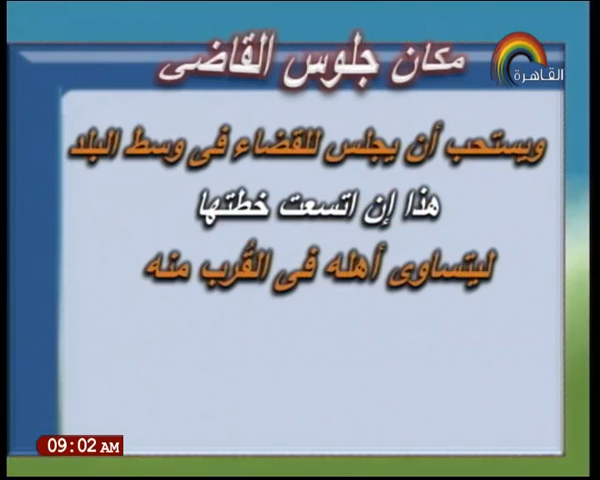 مكان جلوس القاضى
القاهرة
ويستحب أن يجلس للقضاء فى وسط البلد
هذا إن اتسعت خطتها
ليتساوى أهله فى القُرب منه
09:02 AM